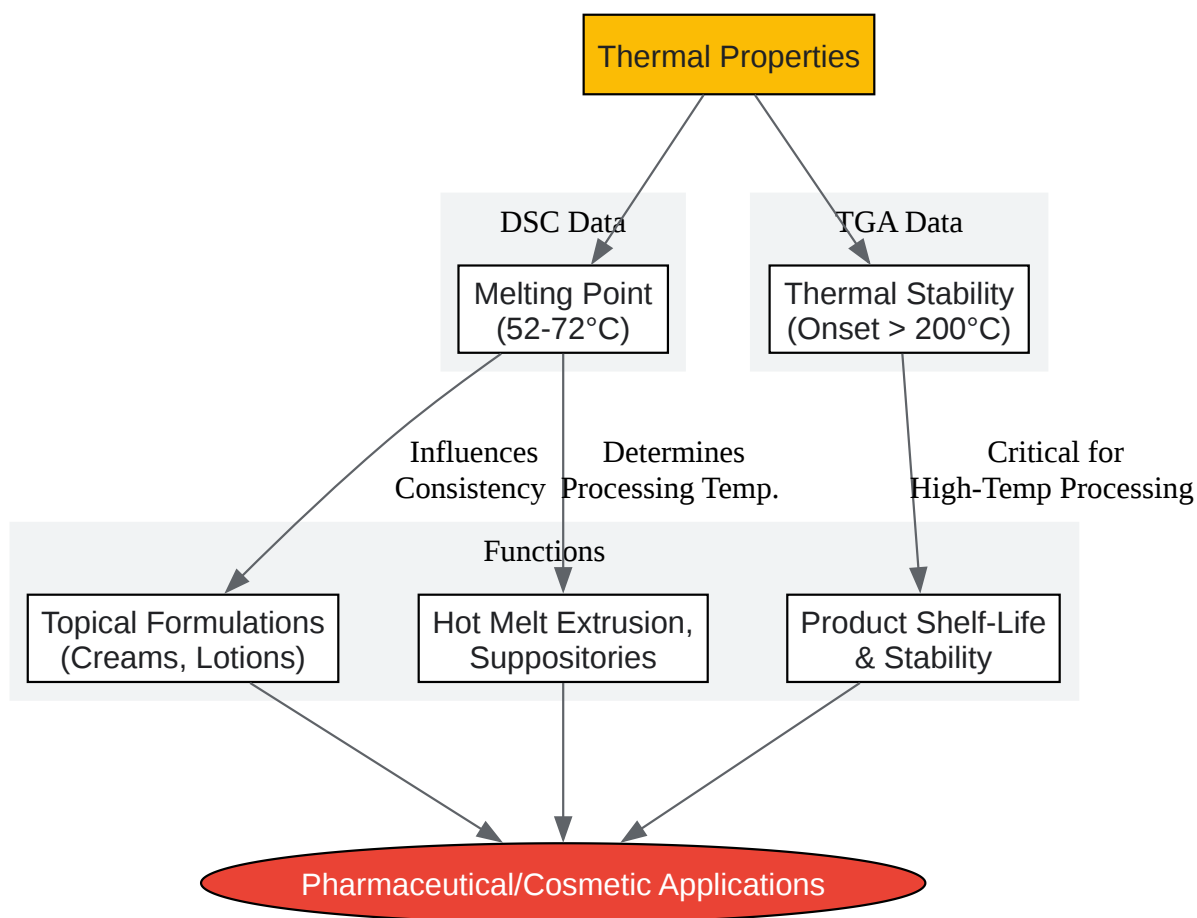 Thermal Properties
DSC Data
TGA Data
Melting Point
(52-72°C)
Thermal Stability
(Onset > 200°C)
Influences
Consistency
Determines
Processing Temp.
Critical for
High-Temp Processing
Functions
Topical Formulations
(Creams, Lotions)
Hot Melt Extrusion,
Suppositories
Product Shelf-Life
& Stability
Pharmaceutical/Cosmetic Applications